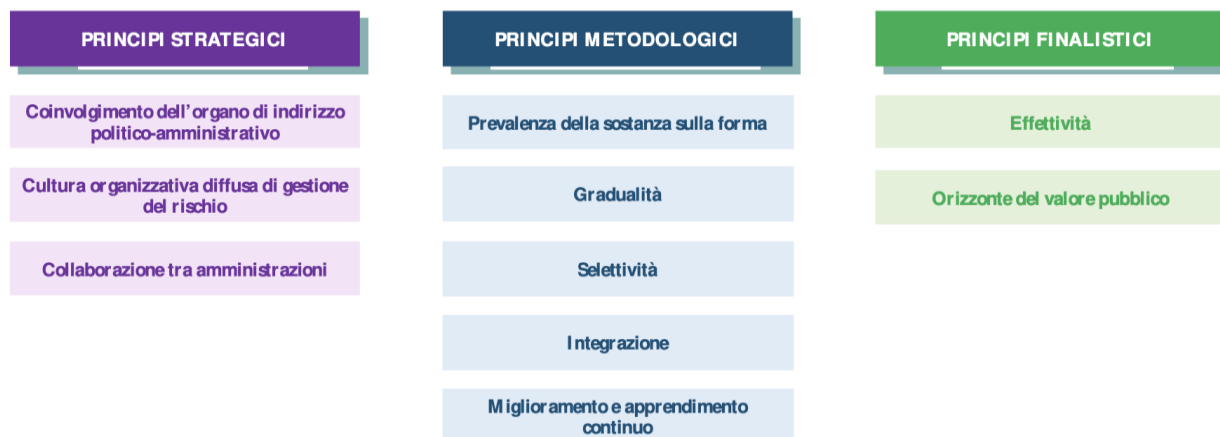 PRINCIPI STRATEGICI
Coinvolgimento dell'organo di indirizzo
politico-amministrativo
Cultura organizzativa diffusa di gestione
del rischio
Collaborazione tra amministrazioni
PRINCIPI METODOLOGICI
Prevalenza della sostanza sulla forma
Gradualità
Selettività
Integrazione
Miglioramento e apprendimento
continuo
PRINCIPI FINALISTICI
Effettività
Orizzonte del valore pubblico